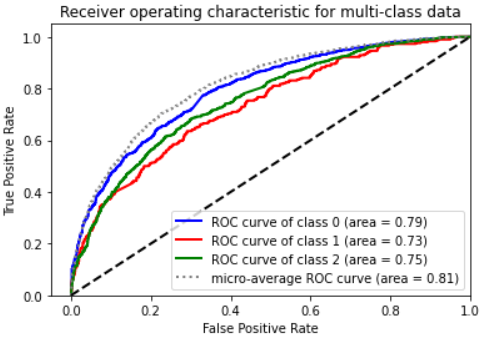 Receiver operating characteristic for multi-class data
True Positive Rate
1.0
0.8
0.6
0.4
0.2
0.0
ROC curve of class 0 (area = 0.79)
ROC curve of class 1 (area = 0.73)
ROC curve of class 2 (area = 0.75)
micro-average ROC curve (area = 0.81)
0.0 0.2 0.4 0.6 0.8 1.0
False Positive Rate